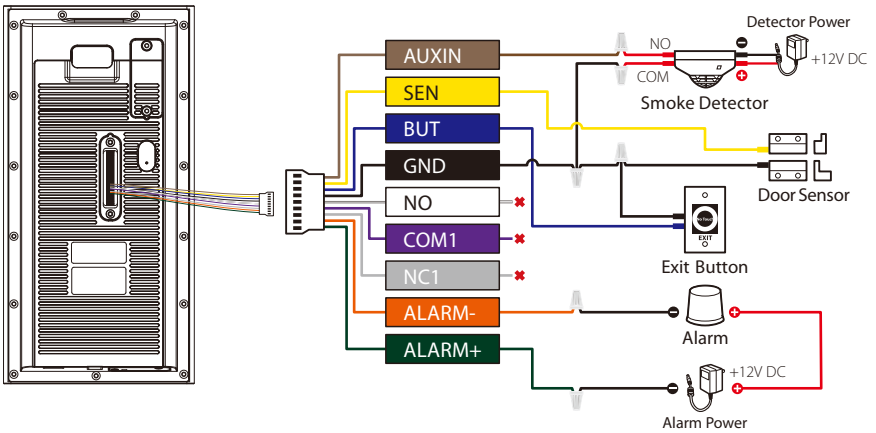 Detector Power
AUXIN
NO
+12V DC
COM
Smoke Detector
SEN
BUT
GND
Door Sensor
NO
EXIT
COM1
Exit Button
NC1
ALARM-
Alarm
ALARM+
+12V DC
Alarm Power